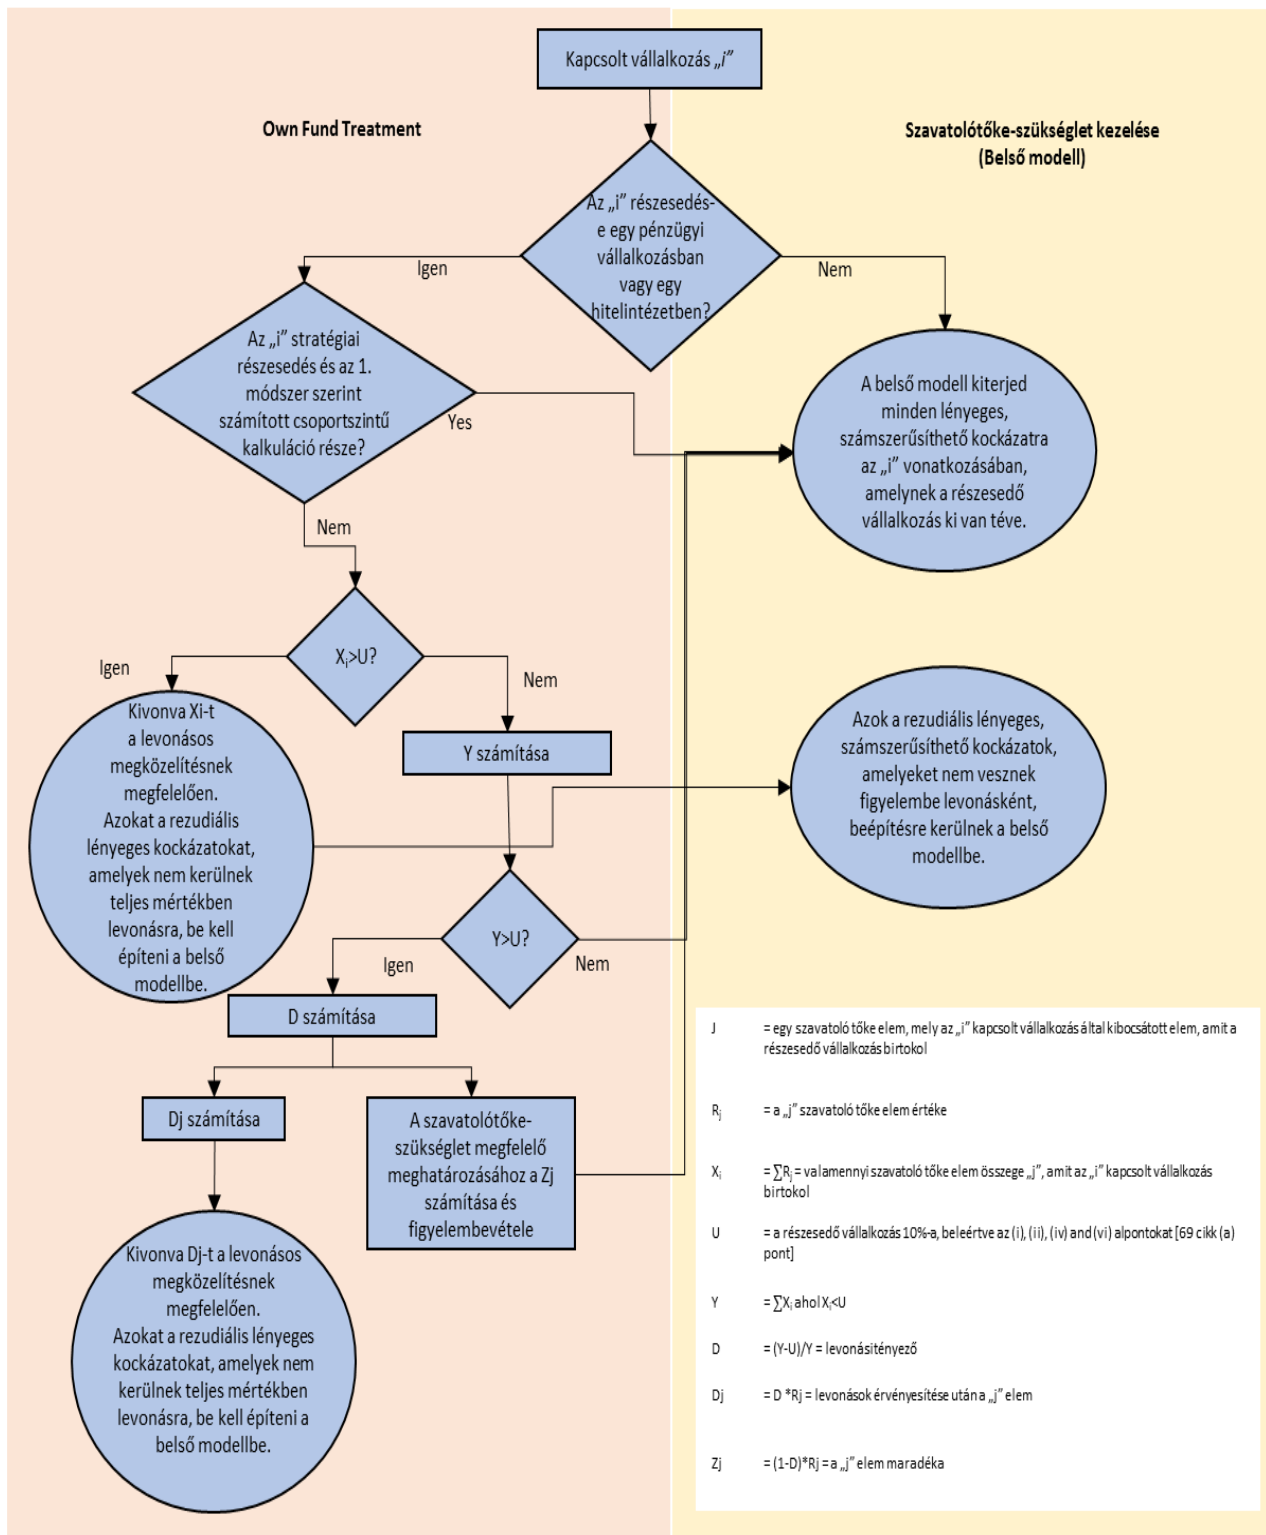 Kapcsolt vállalkozás „i”
Own Fund Treatment
Szavatolótőke-szükséglet kezelése
(Belső modell)
Az „i” részesedés-
e egy pénzügyi
vállalkozásban
vagy egy
hitelintézetben?
Igen
Nem
Az „i” stratégiai
részesedés és az 1.
módszer szerint
számított csoportszintű
kalkuláció része?
Yes
Nem
A belső modell kiterjed
minden lényeges,
számszerűsíthető kockázatra
az „i” vonatkozásában,
amelynek a részesedő
vállalkozás ki van téve.
Xi>U?
Igen
Nem
Kivonva Xi-t
a levonásos
megközelítésnek
megfelelően.
Azokat a rezudiális
lényeges kockázatokat,
amelyek nem kerülnek
teljes mértékben
levonásra, be kell
építeni a belső
modellbe.
Y számítása
Azok a rezudiális lényeges,
számszerűsíthető kockázatok,
amelyeket nem vesznek
figyelembe levonásként,
beépítésre kerülnek a belső
modellbe.
Y>U?
Igen
Nem
D számítása
Dj számítása
A szavatolótőke-
szükséglet megfelelő
meghatározásához a Zj
számítása és
figyelembevétele
Kivonva Dj-t a levonásos
megközelítésnek
megfelelően.
Azokat a rezudiális lényeges
kockázatokat, amelyek nem
kerülnek teljes mértékben
levonásra, be kell építeni a
belső modellbe.
J = egy szavatoló tőke elem, mely az „i” kapcsolt vállalkozás által kibocsátott elem, amit a
részesedő vállalkozás birtokol
Rj = a „j” szavatoló tőke elem értéke
Xi = ∑Rj = valamennyi szavatoló tőke elem összege „j”, amit az „i” kapcsolt vállalkozás
birtokol
U = a részesedő vállalkozás 10%-a, beleértve az (i), (ii), (iv) and (vi) alpontokat [69 cikk (a)
pont]
Y = ∑Xi ahol Xi<U
D = (Y-U)/Y = levonásitényező
Dj = D *Rj = levonások érvényesítése után a „j” elem
Zj = (1-D)*Rj = a „j” elem maradéka